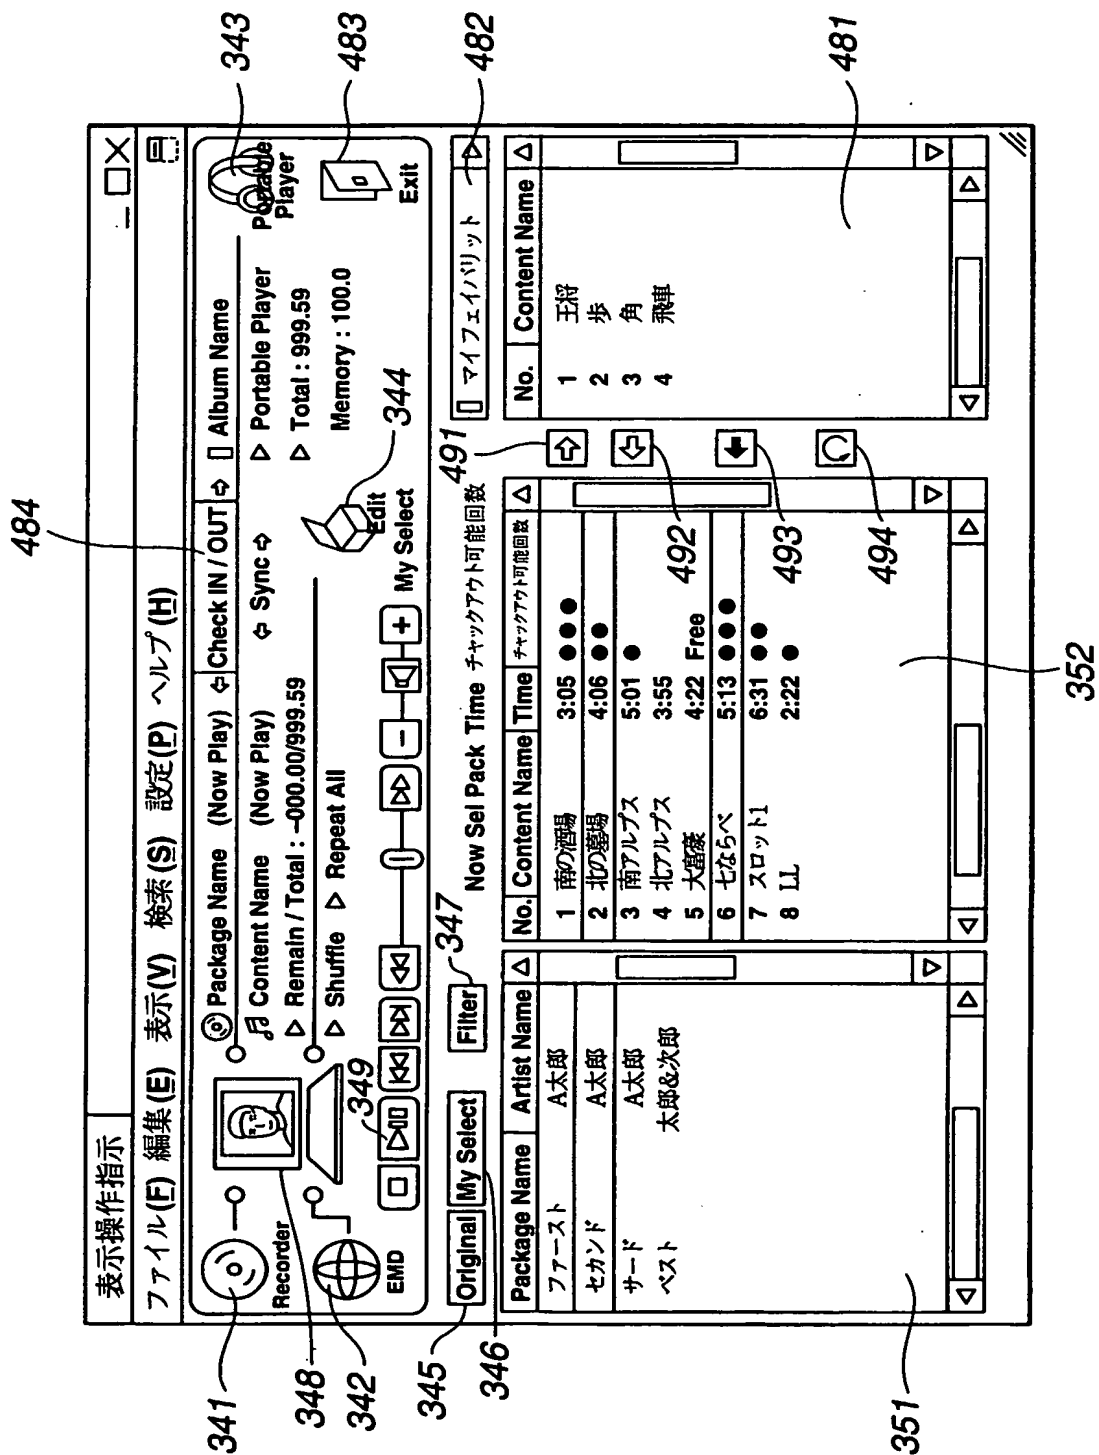 表示操作指示
ファイル(F) 編集(E) 表示(V) 検索(S) 設定(P) ヘルプ(H)
Package Name (Now Play)
Check IN / OUT
Album Name
Content Name (Now Play)
Sync
Portable Player
Remain / Total : –000.00/999.59
Total : 999.59
Shuffle
Repeat All
Memory : 100.0
Recorder
EMD
Edit
My Select
Portable Player
Exit
Original
My Select
Filter
Now Sel Pack Time チャックアウト可能回数
マイフェイバリット
Package Name Artist Name
ファースト A太郎
セカンド A太郎
サード A太郎
ベスト 太郎&次郎
No. Content Name Time チャックアウト可能回数
1 南の酒場 3:05 ●●●
2 北の墓場 4:06 ●●
3 南アルプス 5:01 ●
4 北アルプス 3:55
5 大富豪 4:22 Free
6 七ならべ 5:13 ●●●
7 スロット1 6:31 ●●
8 LL 2:22 ●
No. Content Name
1 王将
2 歩
3 角
4 飛車
341
348
342
345
346
349
347
351
352
484
344
491
492
493
494
343
483
482
481